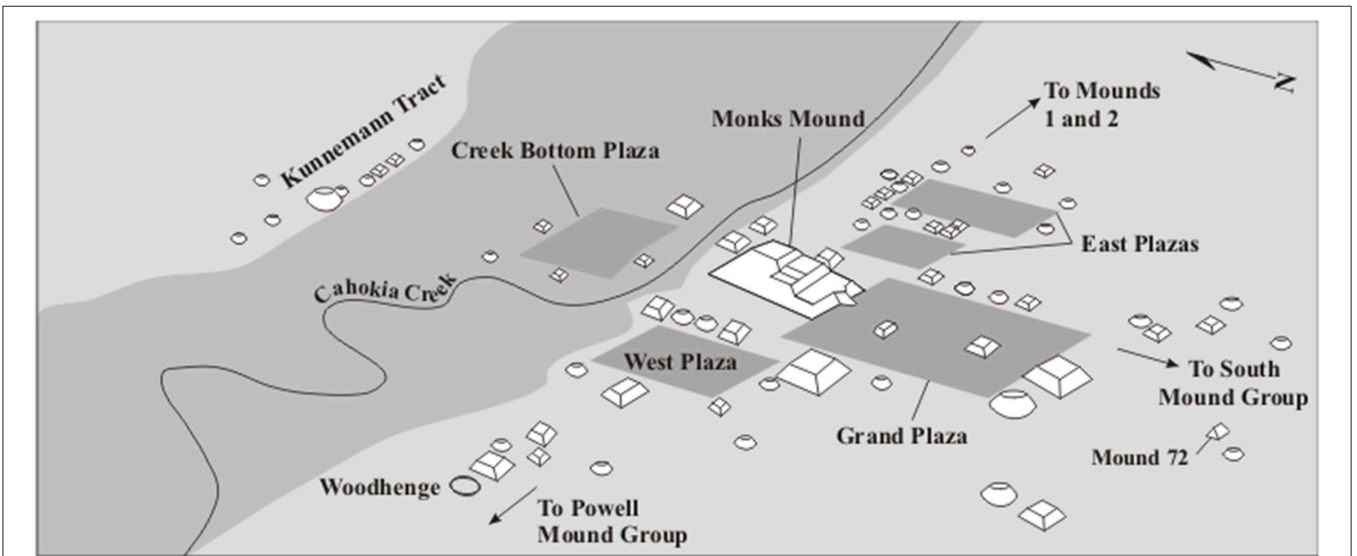 N
To Mounds
1 and 2
Kunnemann Tract
Monks Mound
Creek Bottom Plaza
East Plazas
Cahokia Creek
West Plaza
To South
Mound Group
Grand Plaza
Mound 72
Woodhenge
To Powell
Mound Group